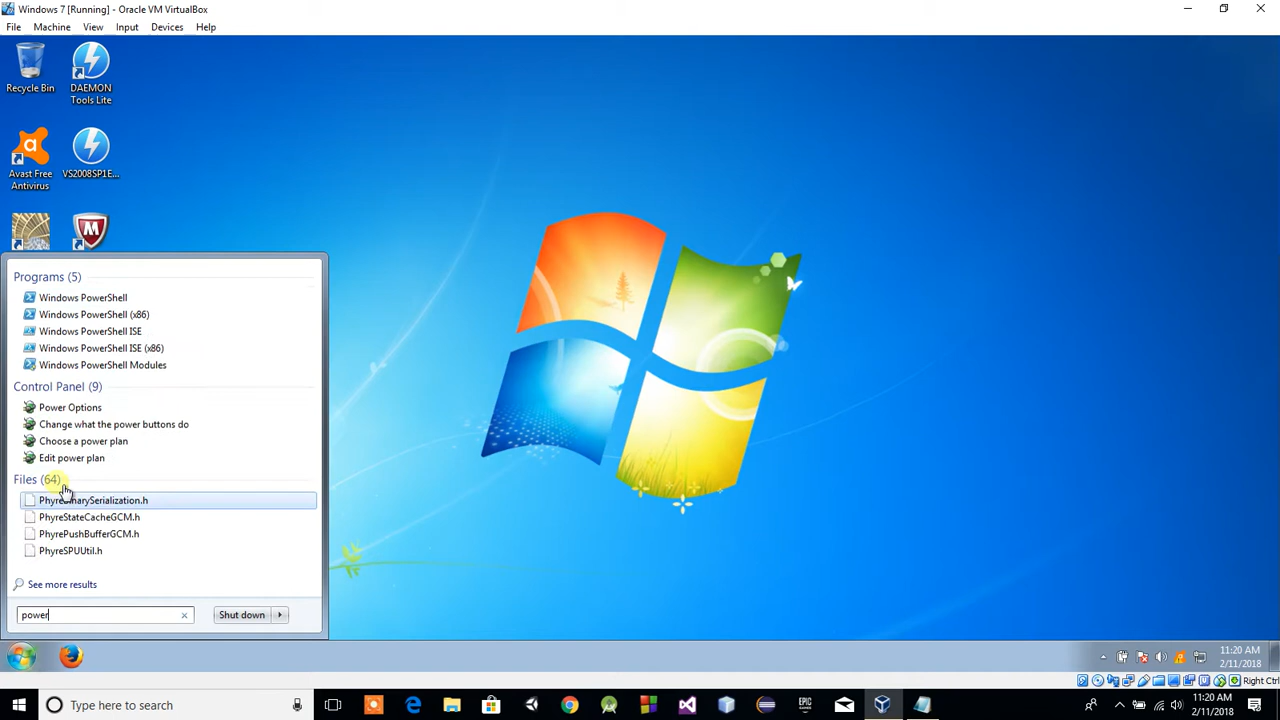 Windows 7 [Running] - Oracle VM VirtualBox
File Machine View Input Devices Help
Recycle Bin
DAEMON
Tools Lite
Avast Free
Antivirus
VS2008SP1E...
Programs (5)
Windows PowerShell
Windows PowerShell (x86)
Windows PowerShell ISE
Windows PowerShell ISE (x86)
Windows PowerShell Modules
Control Panel (9)
Power Options
Change what the power buttons do
Choose a power plan
Edit power plan
Files (64)
PhyreBinarySerialization.h
PhyreStateCacheGCM.h
PhyrePushBufferGCM.h
PhyreSPUUtil.h
See more results
power
Shut down
11:20 AM
2/11/2018
Right Ctrl
Type here to search
EPIC
GAMES
11:20 AM
2/11/2018